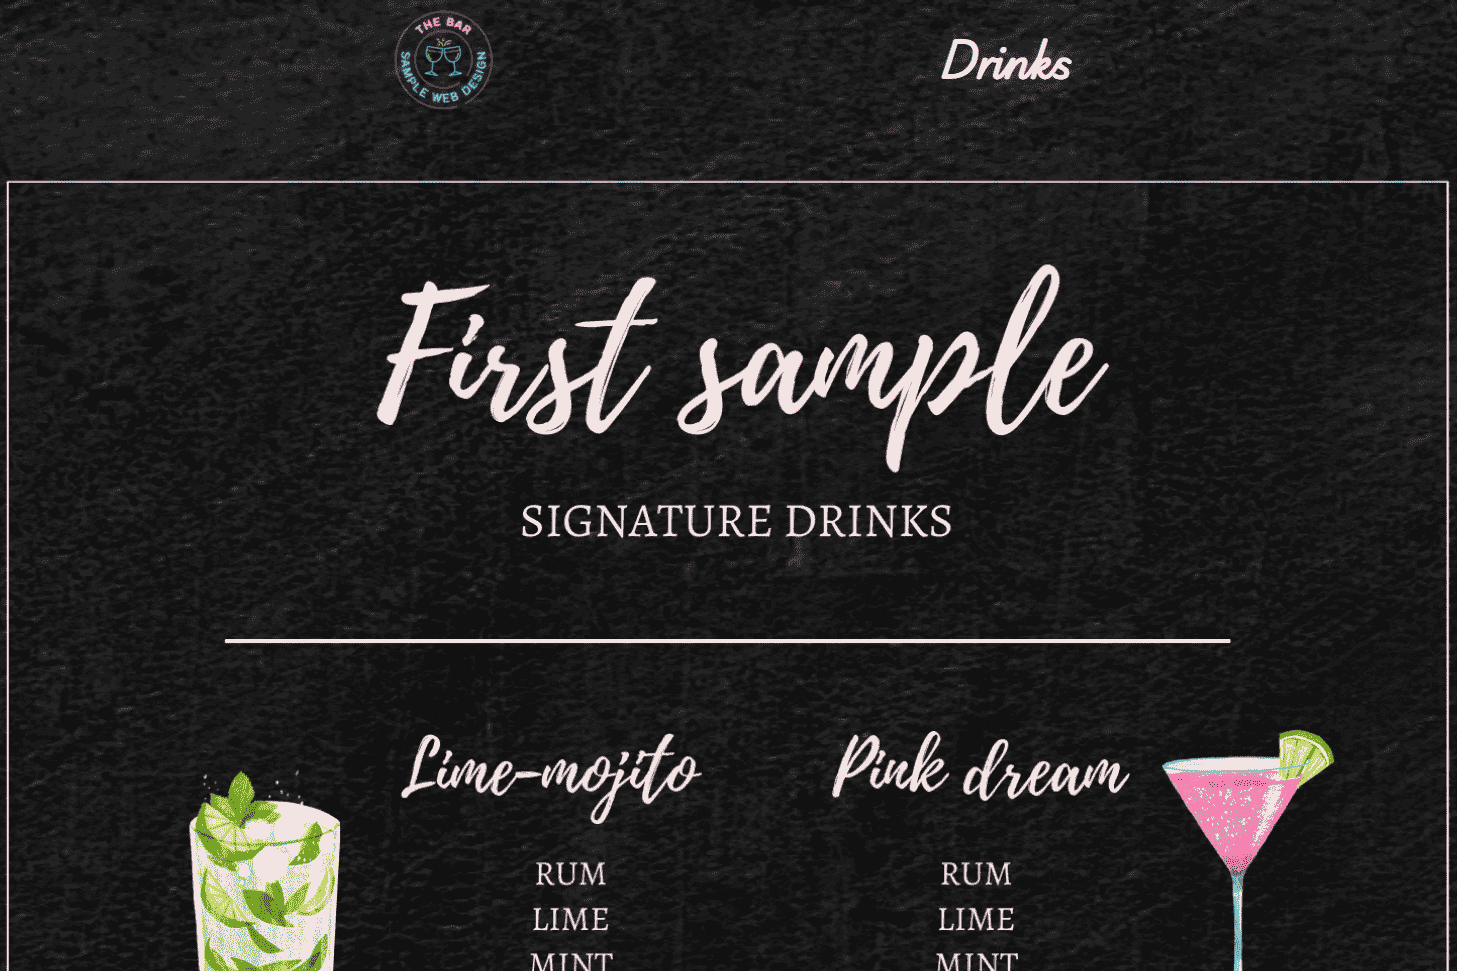 THE BAR
SAMPLE WEB DESIGN
Drinks
First sample
SIGNATURE DRINKS
Lime-mojito
RUM
LIME
MINT
Pink dream
RUM
LIME
MINT